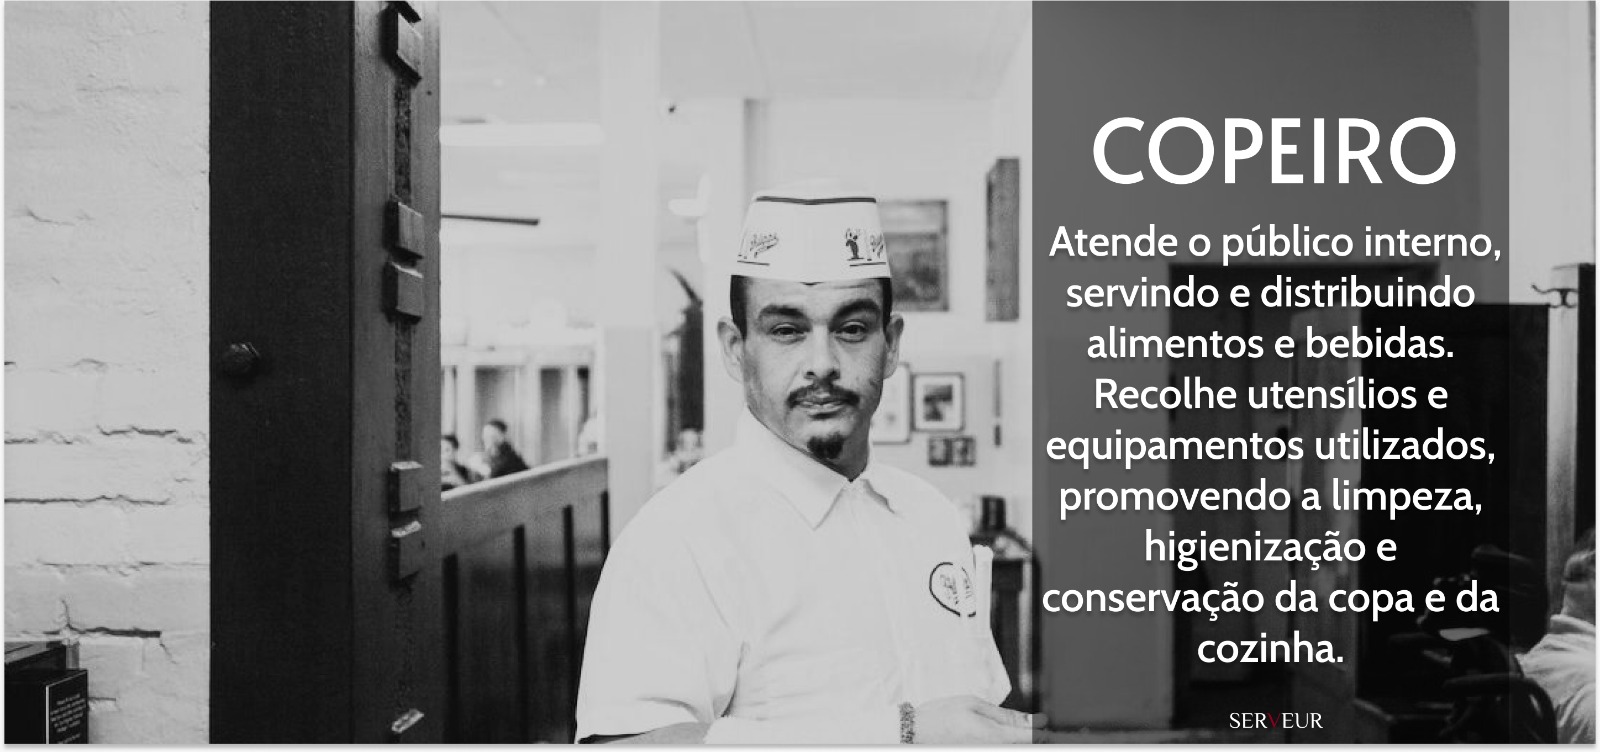 COPEIRO
Atende o público interno,
servindo e distribuindo
alimentos e bebidas.
Recolhe utensílios e
equipamentos utilizados,
promovendo a limpeza,
higienização e
conservação da copa e da
cozinha.
SERVEUR